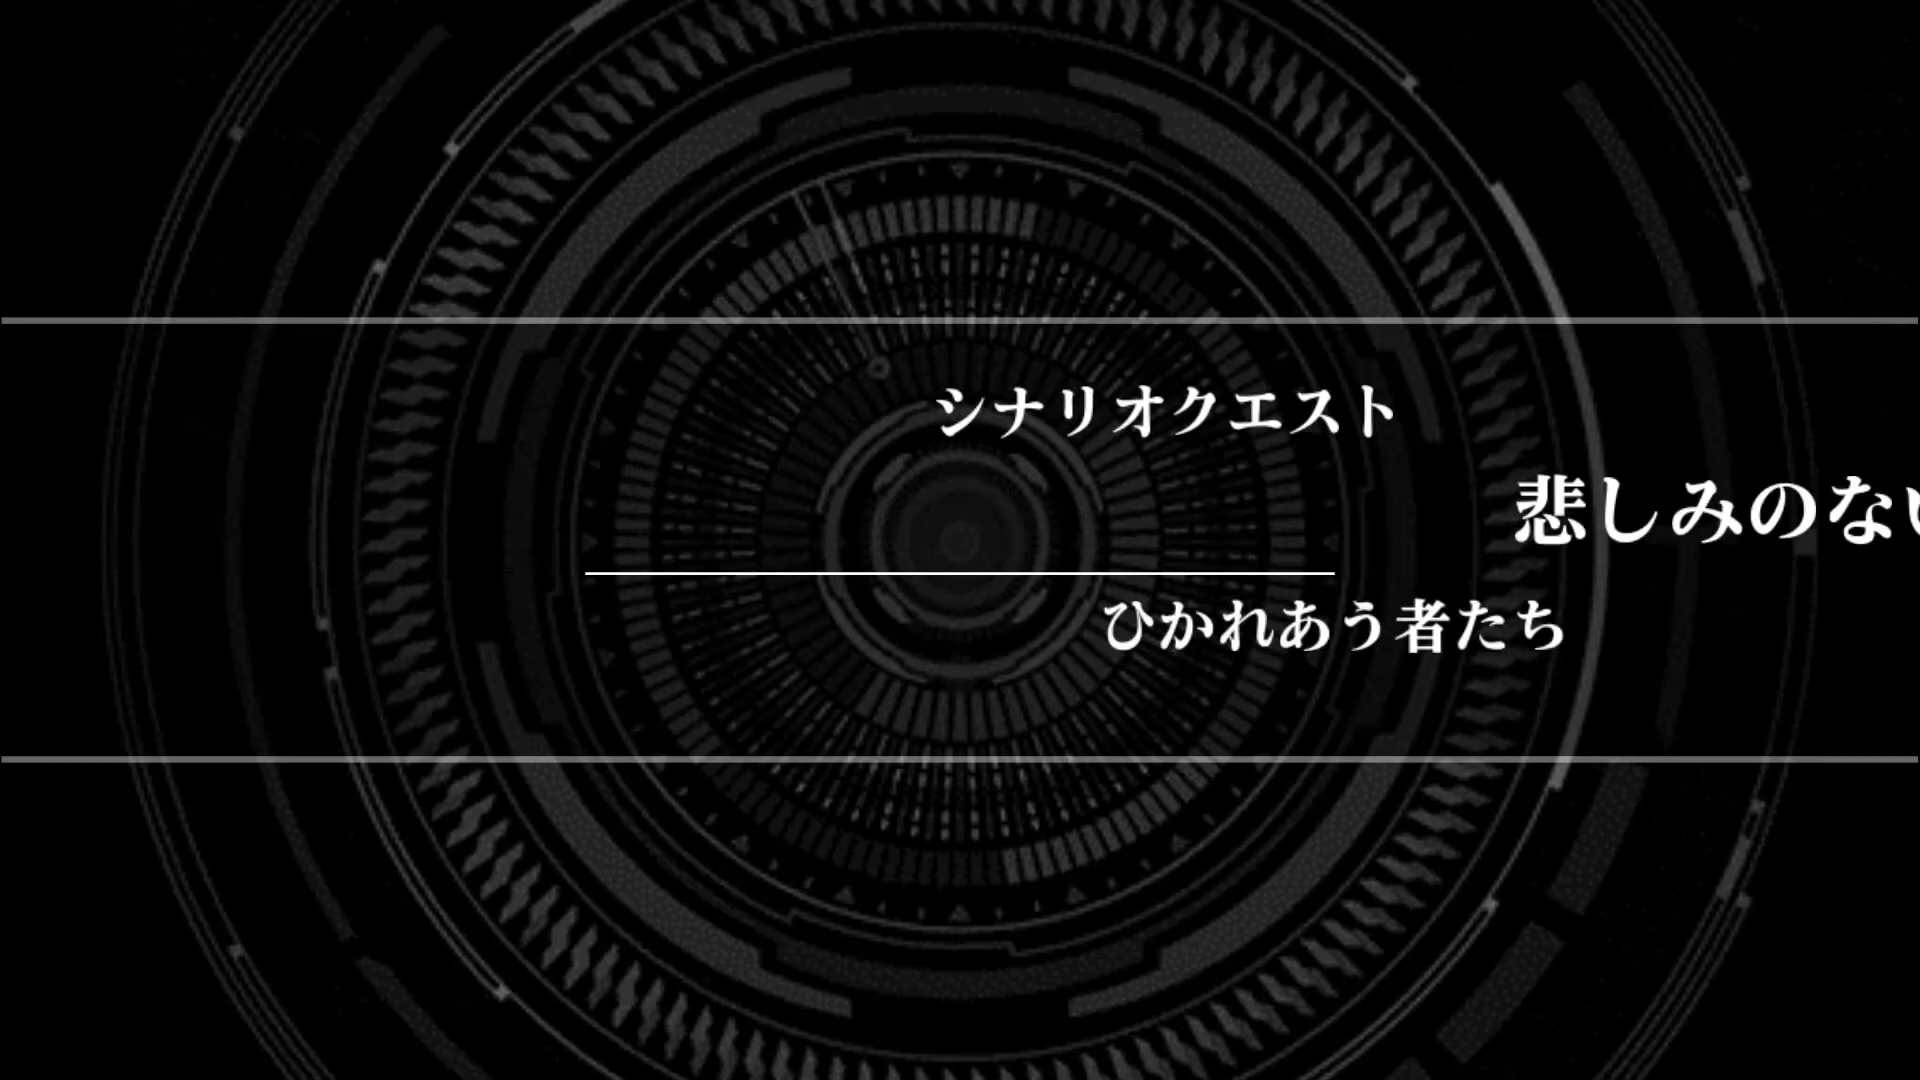 シナリオクエスト
悲しみのない
ひかれあう者たち